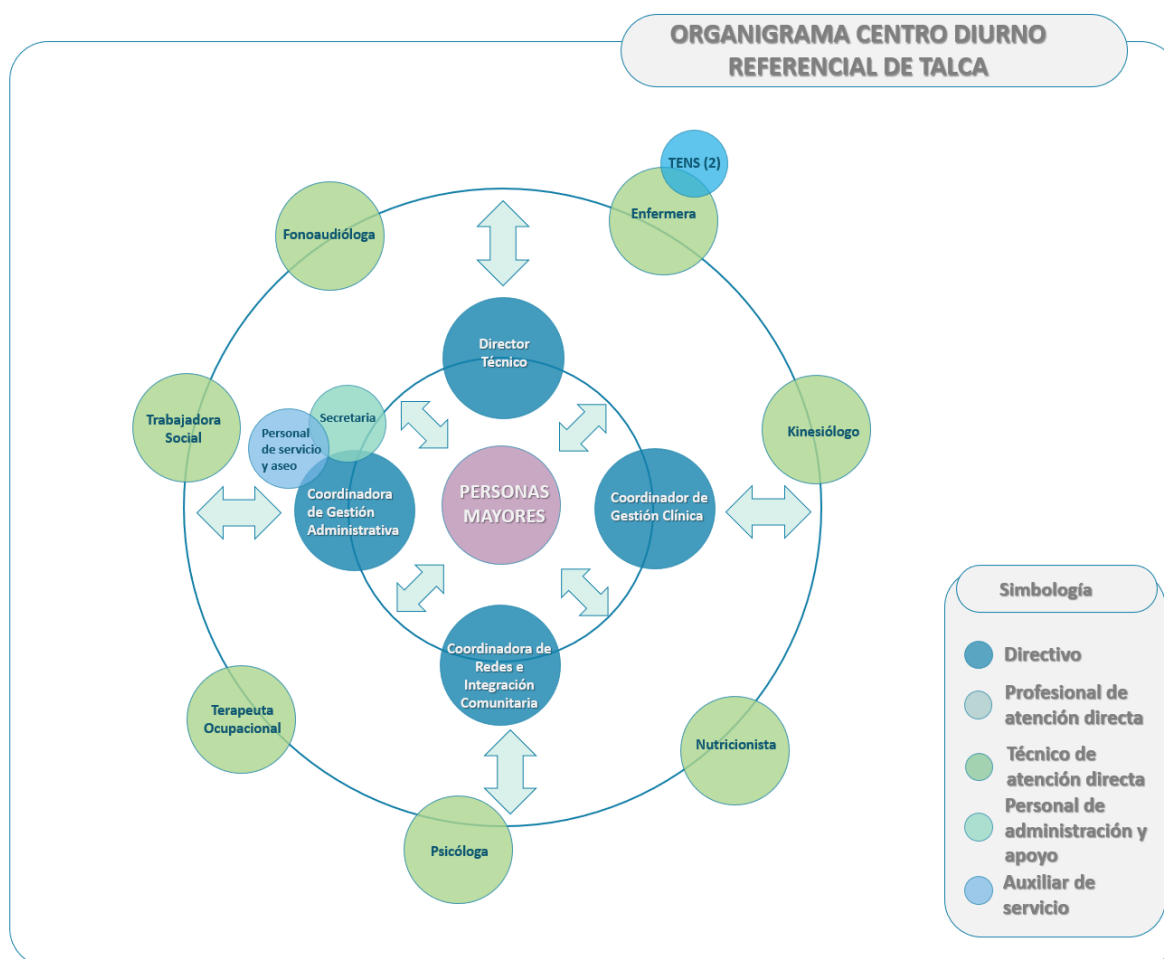 ORGANIGRAMA CENTRO DIURNO
REFERENCIAL DE TALCA
TENS (2)
Enfermera
Fonoaudióloga
Director
Técnico
Trabajadora
Social
Secretaria
Personal
de servicio
y aseo
Kinesiólogo
Coordinadora
de Gestión
Administrativa
PERSONAS
MAYORES
Coordinador de
Gestión Clínica
Coordinadora de
Redes e
Integración
Comunitaria
Terapeuta
Ocupacional
Nutricionista
Psicóloga
Simbología
Directivo
Profesional de
atención directa
Técnico de
atención directa
Personal de
administración y
apoyo
Auxiliar de
servicio